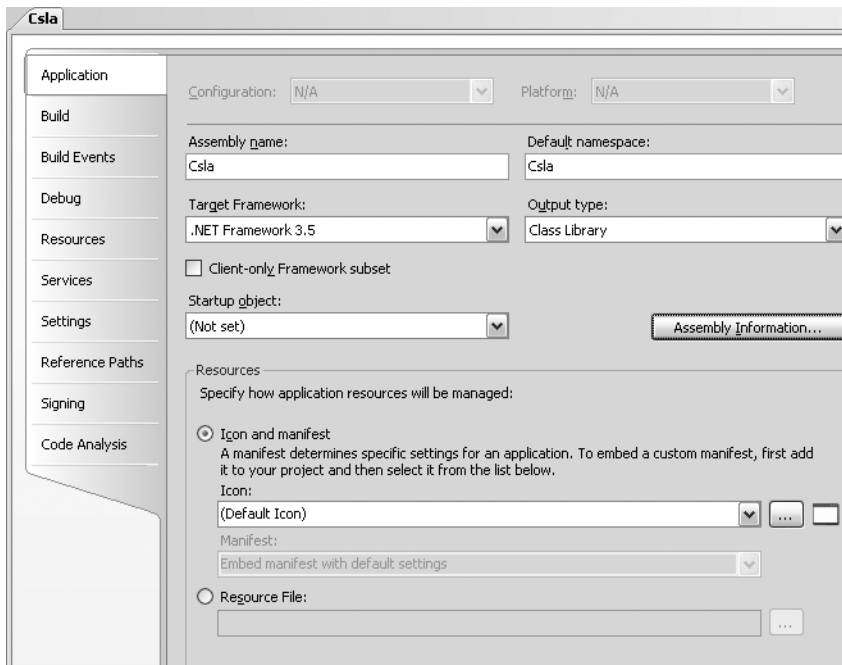 Csla
Application
Build
Build Events
Debug
Resources
Services
Settings
Reference Paths
Signing
Code Analysis
Configuration: N/A Platform: N/A
Assembly name: Default namespace:
Csla Csla
Target Framework: Output type:
.NET Framework 3.5 Class Library
Client-only Framework subset
Startup object:
(Not set) Assembly Information...
Resources
Specify how application resources will be managed:
Icon and manifest
A manifest determines specific settings for an application. To embed a custom manifest, first add
it to your project and then select it from the list below.
Icon:
(Default Icon) ...
Manifest:
Embed manifest with default settings
Resource File:
...